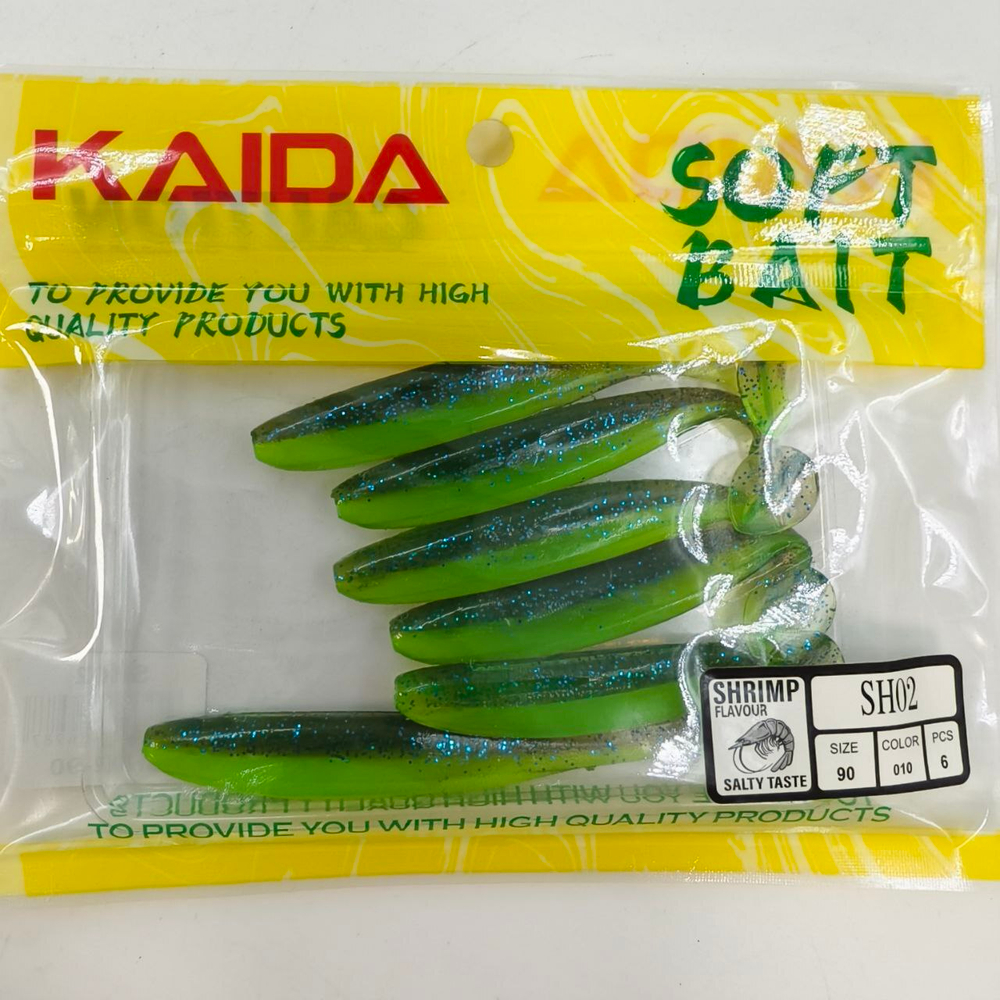 KAIDA
SOFT
BAIT
TO PROVIDE YOU WITH HIGH
QUALITY PRODUCTS
SHRIMP
FLAVOUR
SALTY TASTE
SH02
SIZE
90
COLOR
010
PCS
6
TO PROVIDE YOU WITH HIGH QUALITY PRODUCTS